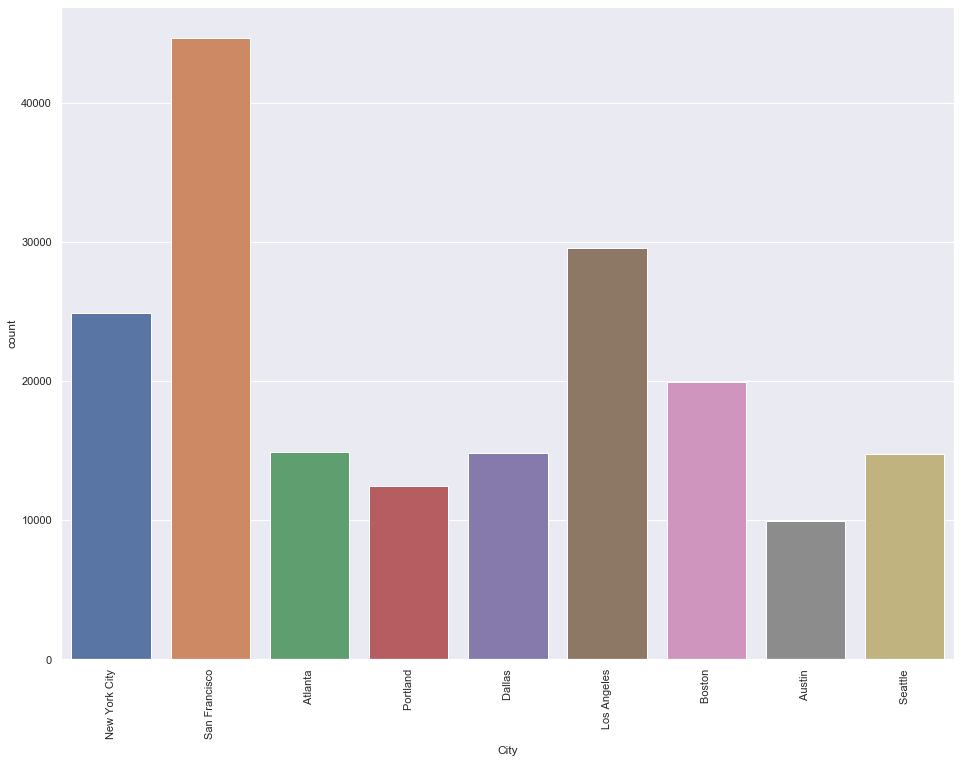 40000
30000
20000
10000
0
count
New York City
San Francisco
Atlanta
Portland
Dallas
Los Angeles
Boston
Austin
Seattle
City